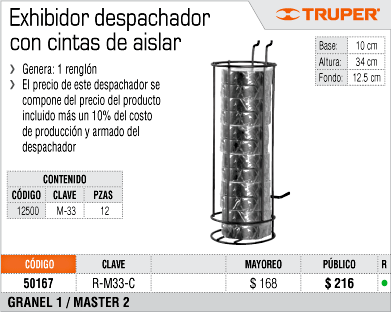 Exhibidor despachador
con cintas de aislar
TRUPER®
Base: 10 cm
Altura: 34 cm
Fondo: 12.5 cm
Genera: 1 renglón
El precio de este despachador se
compone del precio del producto
incluido más un 10% del costo
de producción y armado del
despachador
CONTENIDO
CÓDIGO CLAVE PZAS
12500 M-33 12
CÓDIGO CLAVE MAYOREO PÚBLICO R
50167 R-M33-C $ 168 $ 216
GRANEL 1 / MASTER 2